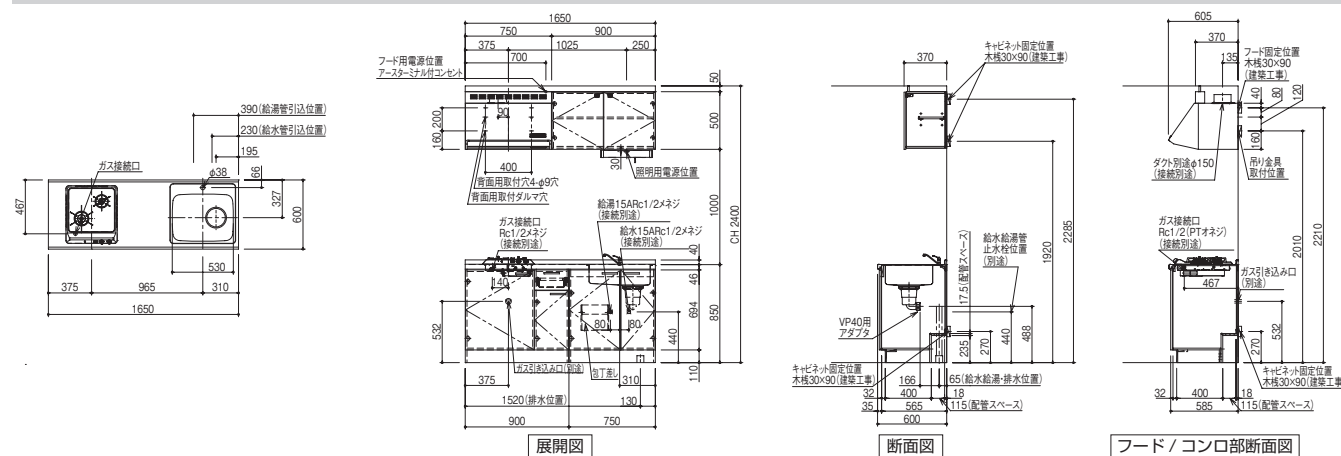 390(給湯管引込位置)
230(給水管引込位置)
195
ガス接続口
φ38
66
327
467
600
530
375
965
310
1650
1650
750
900
375
1025
250
フード用電源位置
アースターミナル付コンセント
700
50
90
160 200
500
400
30
照明用電源位置
背面用取付穴4-φ9穴
背面用取付ダルマ穴
給湯15ARc1/2メネジ
(接続別途)
給水15ARc1/2メネジ
(接続別途)
ガス接続口
Rc1/2メネジ
(接続別途)
1000
CH 2400
40
140
46
694
850
532
80
80
440
110
ガス引き込み口(別途)
包丁差し
375
310
1520(排水位置)
130
900
750
展開図
370
キャビネット固定位置
木桟30×90(建築工事)
2285
1920
給水給湯管
止水栓位置
(別途)
17.5(配管スペース)
VP40用
アダプタ
235
270
440
488
キャビネット固定位置
木桟30×90(建築工事)
166
65(給水給湯・排水位置)
32
400
18
35
565
115(配管スペース)
600
断面図
605
370
135
フード固定位置
木桟30×90
(建築工事)
40
80
120
160
ダクト別途φ150
(接続別途)
吊り金具
取付位置
2010
2210
ガス接続口
Rc1/2(PTオネジ)
(接続別途)
467
ガス引き込み口
(別途)
532
270
キャビネット固定位置
木桟30×90(建築工事)
32
400
18
585
115(配管スペース)
フード / コンロ部断面図